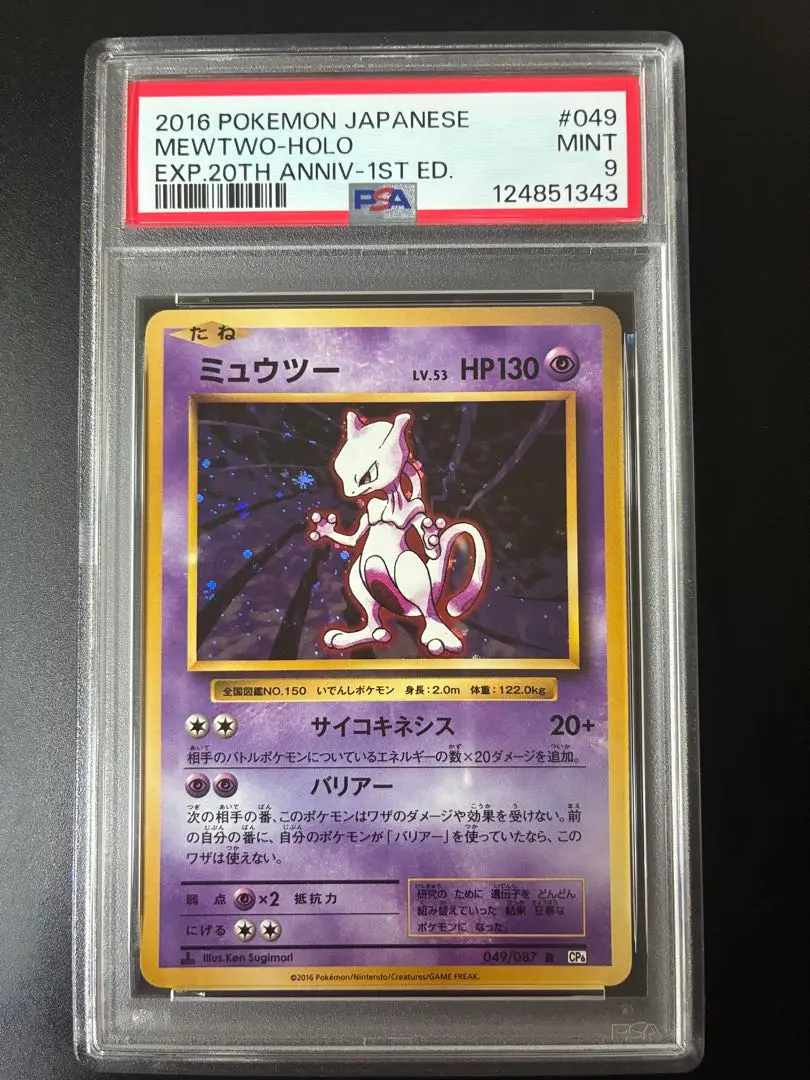 2016 POKEMON JAPANESE #049
MEWTWO-HOLO MINT
EXP.20TH ANNIV-1ST ED. 9
PSA 124851343
たね
ミュウツー LV.53 HP130
全国図鑑NO.150 いでんしポケモン 身長:2.0m 体重:122.0kg
サイコキネシス 20+
相手のバトルポケモンについているエネルギーの数×20ダメージを追加。
バリアー
次の相手の番、このポケモンはワザのダメージや効果を受けない。前
の自分の番に、自分のポケモンが「バリアー」を使っていたなら、この
ワザは使えない。
弱点 ×2 抵抗力
にげる
研究の ために 遺伝子を どんどん
組み替えていった 結果 狂暴な
ポケモンに なった。
Illus.Ken Sugimori 049/087 R CP6
©2016 Pokémon/Nintendo/Creatures/GAME FREAK.
PSA